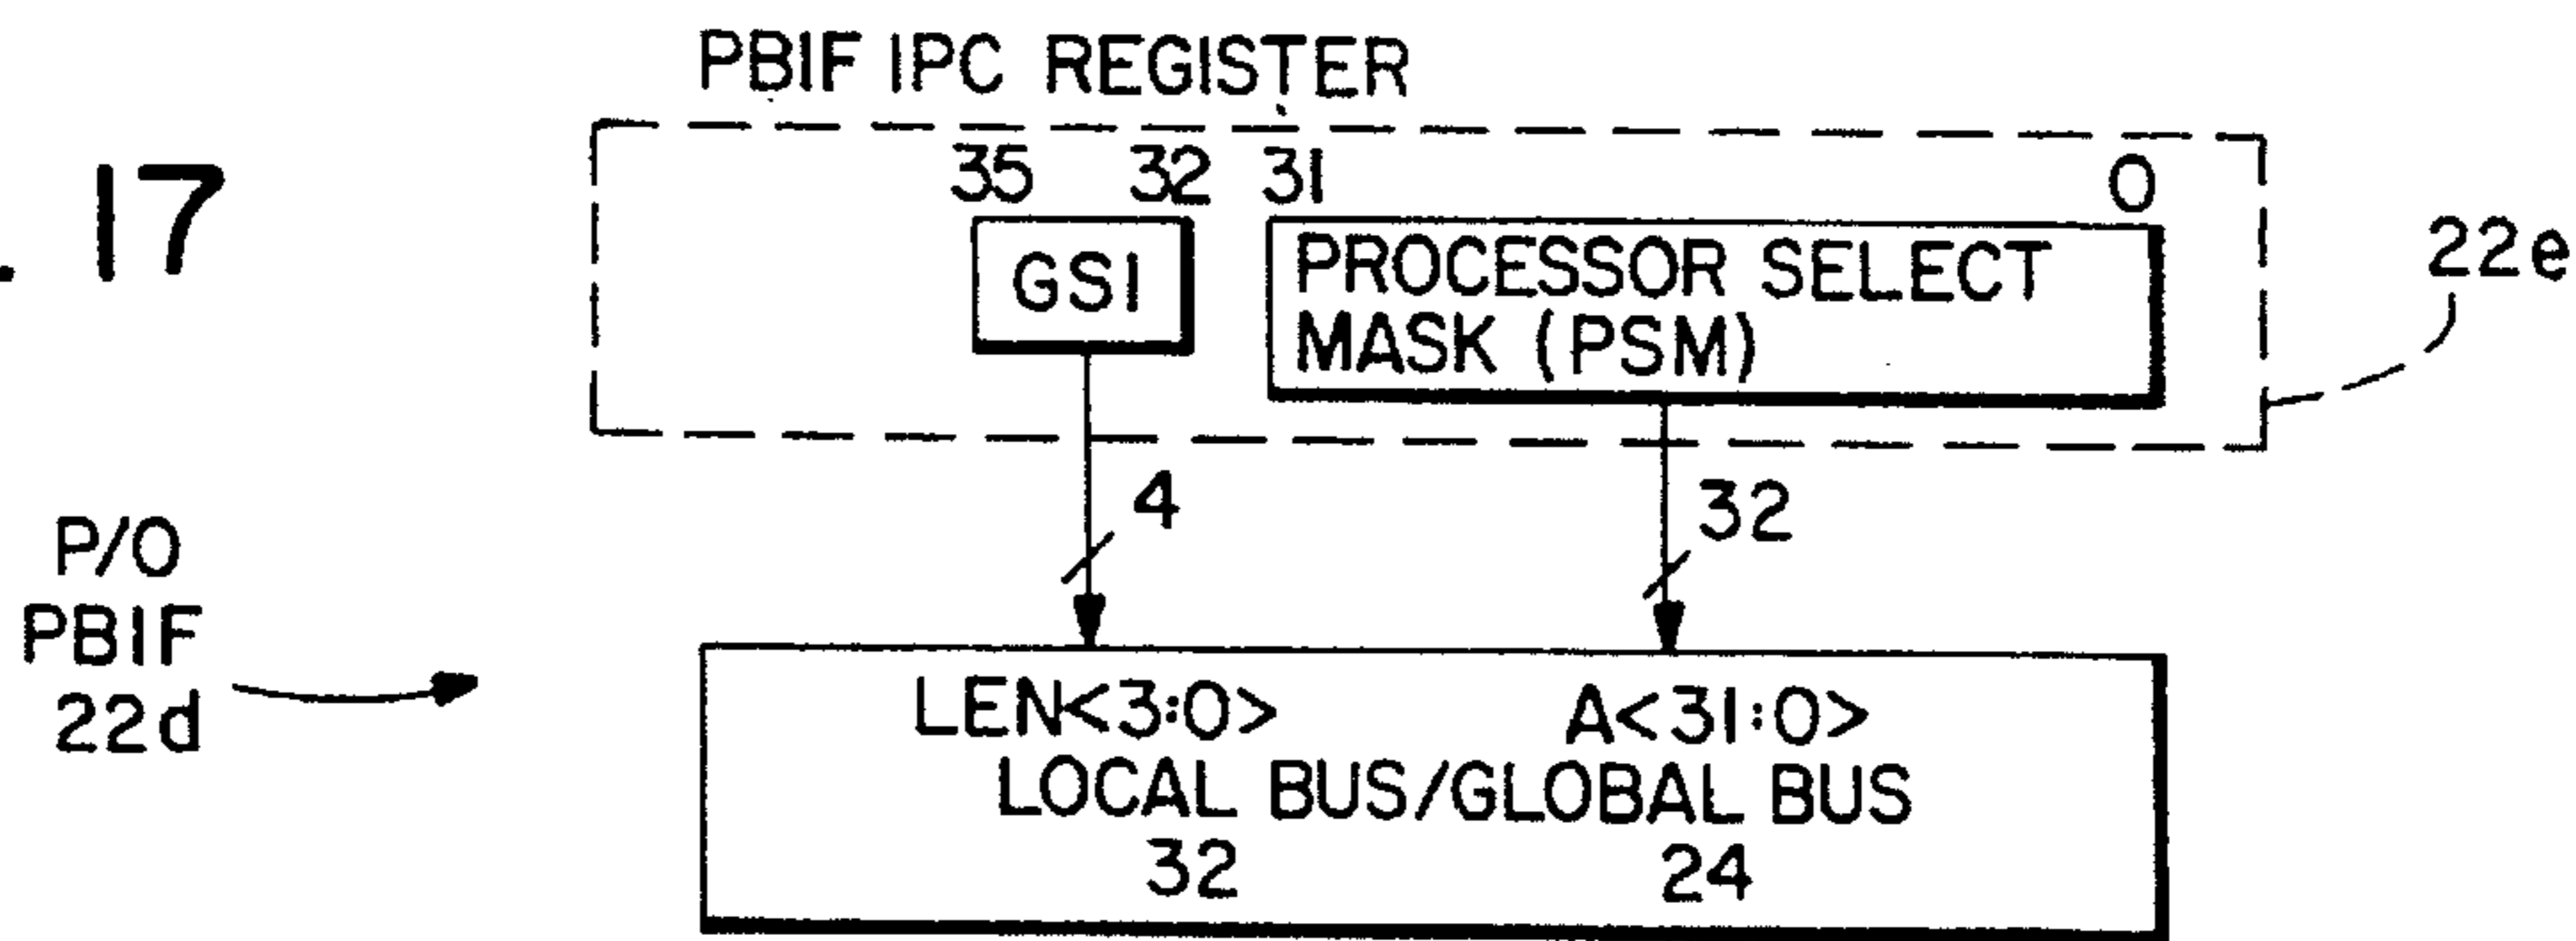 PBIF IPC REGISTER
. 17
35 32 31 0
GSI
PROCESSOR SELECT
MASK (PSM)
22e
4
32
P/O
PBIF
22d
LEN<3:0> A<31:0>
LOCAL BUS/GLOBAL BUS
32 24